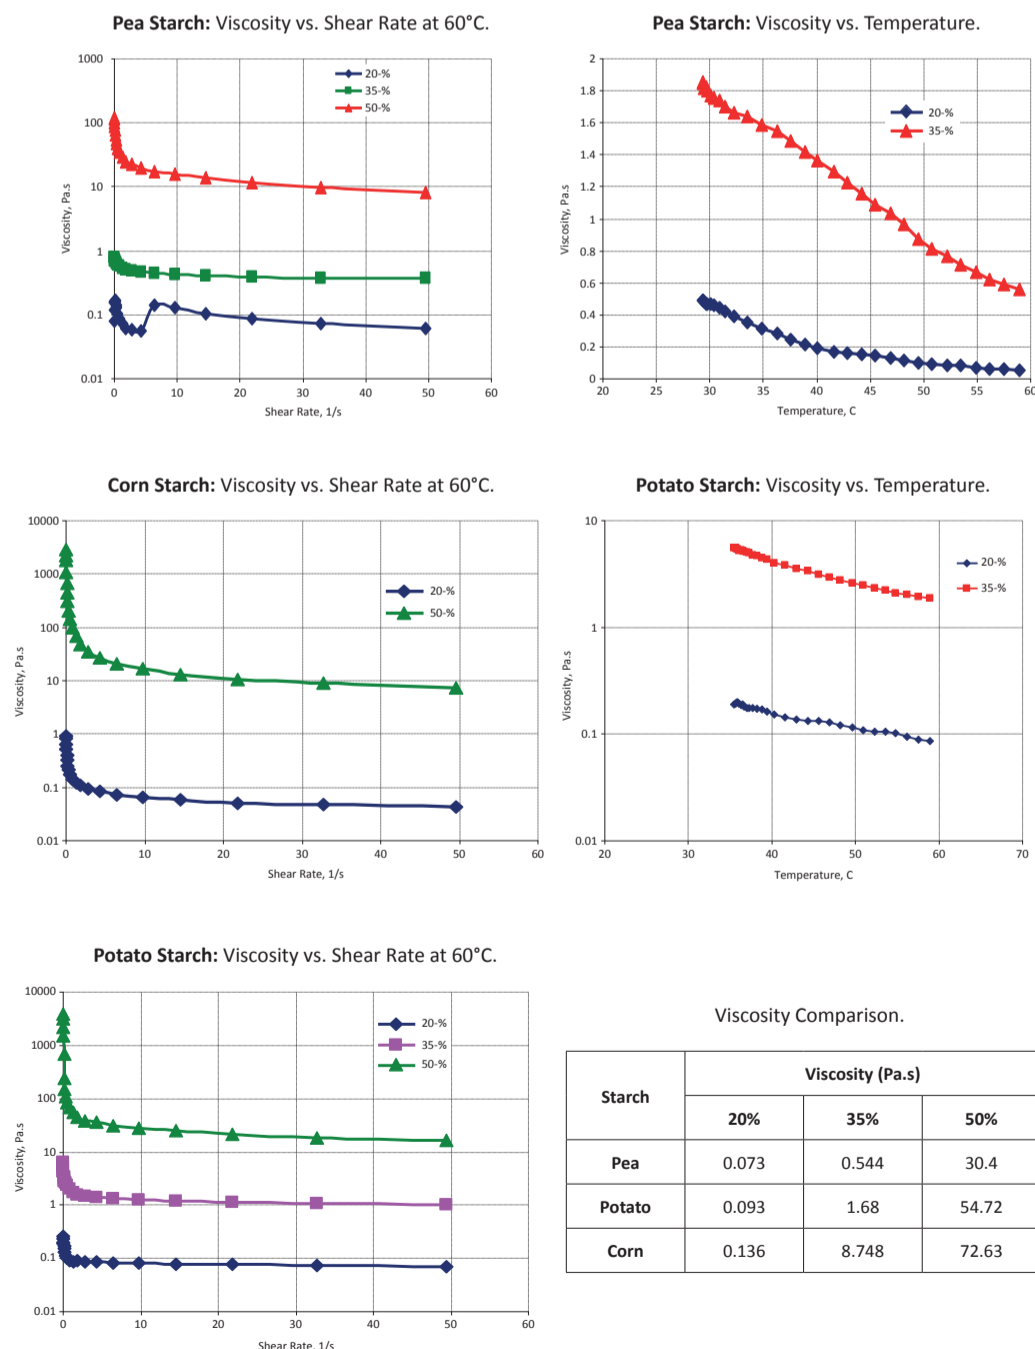 Pea Starch: Viscosity vs. Shear Rate at 60°C.
1000
100
10
1
0.1
0.01
Viscosity, Pa.s
0 10 20 30 40 50 60
Shear Rate, 1/s
20-%
35-%
50-%
Pea Starch: Viscosity vs. Temperature.
2
1.8
1.6
1.4
1.2
1
0.8
0.6
0.4
0.2
0
Viscosity, Pa.s
20 25 30 35 40 45 50 55 60
Temperature, C
20-%
35-%
Corn Starch: Viscosity vs. Shear Rate at 60°C.
10000
1000
100
10
1
0.1
0.01
Viscosity, Pa.s
0 10 20 30 40 50 60
Shear Rate, 1/s
20-%
50-%
Potato Starch: Viscosity vs. Temperature.
10
1
0.1
0.01
Viscosity, Pa.s
20 30 40 50 60 70
Temperature, C
20-%
35-%
Potato Starch: Viscosity vs. Shear Rate at 60°C.
10000
1000
100
10
1
0.1
0.01
Viscosity, Pa.s
0 10 20 30 40 50 60
Shear Rate, 1/s
20-%
35-%
50-%
Viscosity Comparison.
Starch Viscosity (Pa.s)
20% 35% 50%
Pea 0.073 0.544 30.4
Potato 0.093 1.68 54.72
Corn 0.136 8.748 72.63